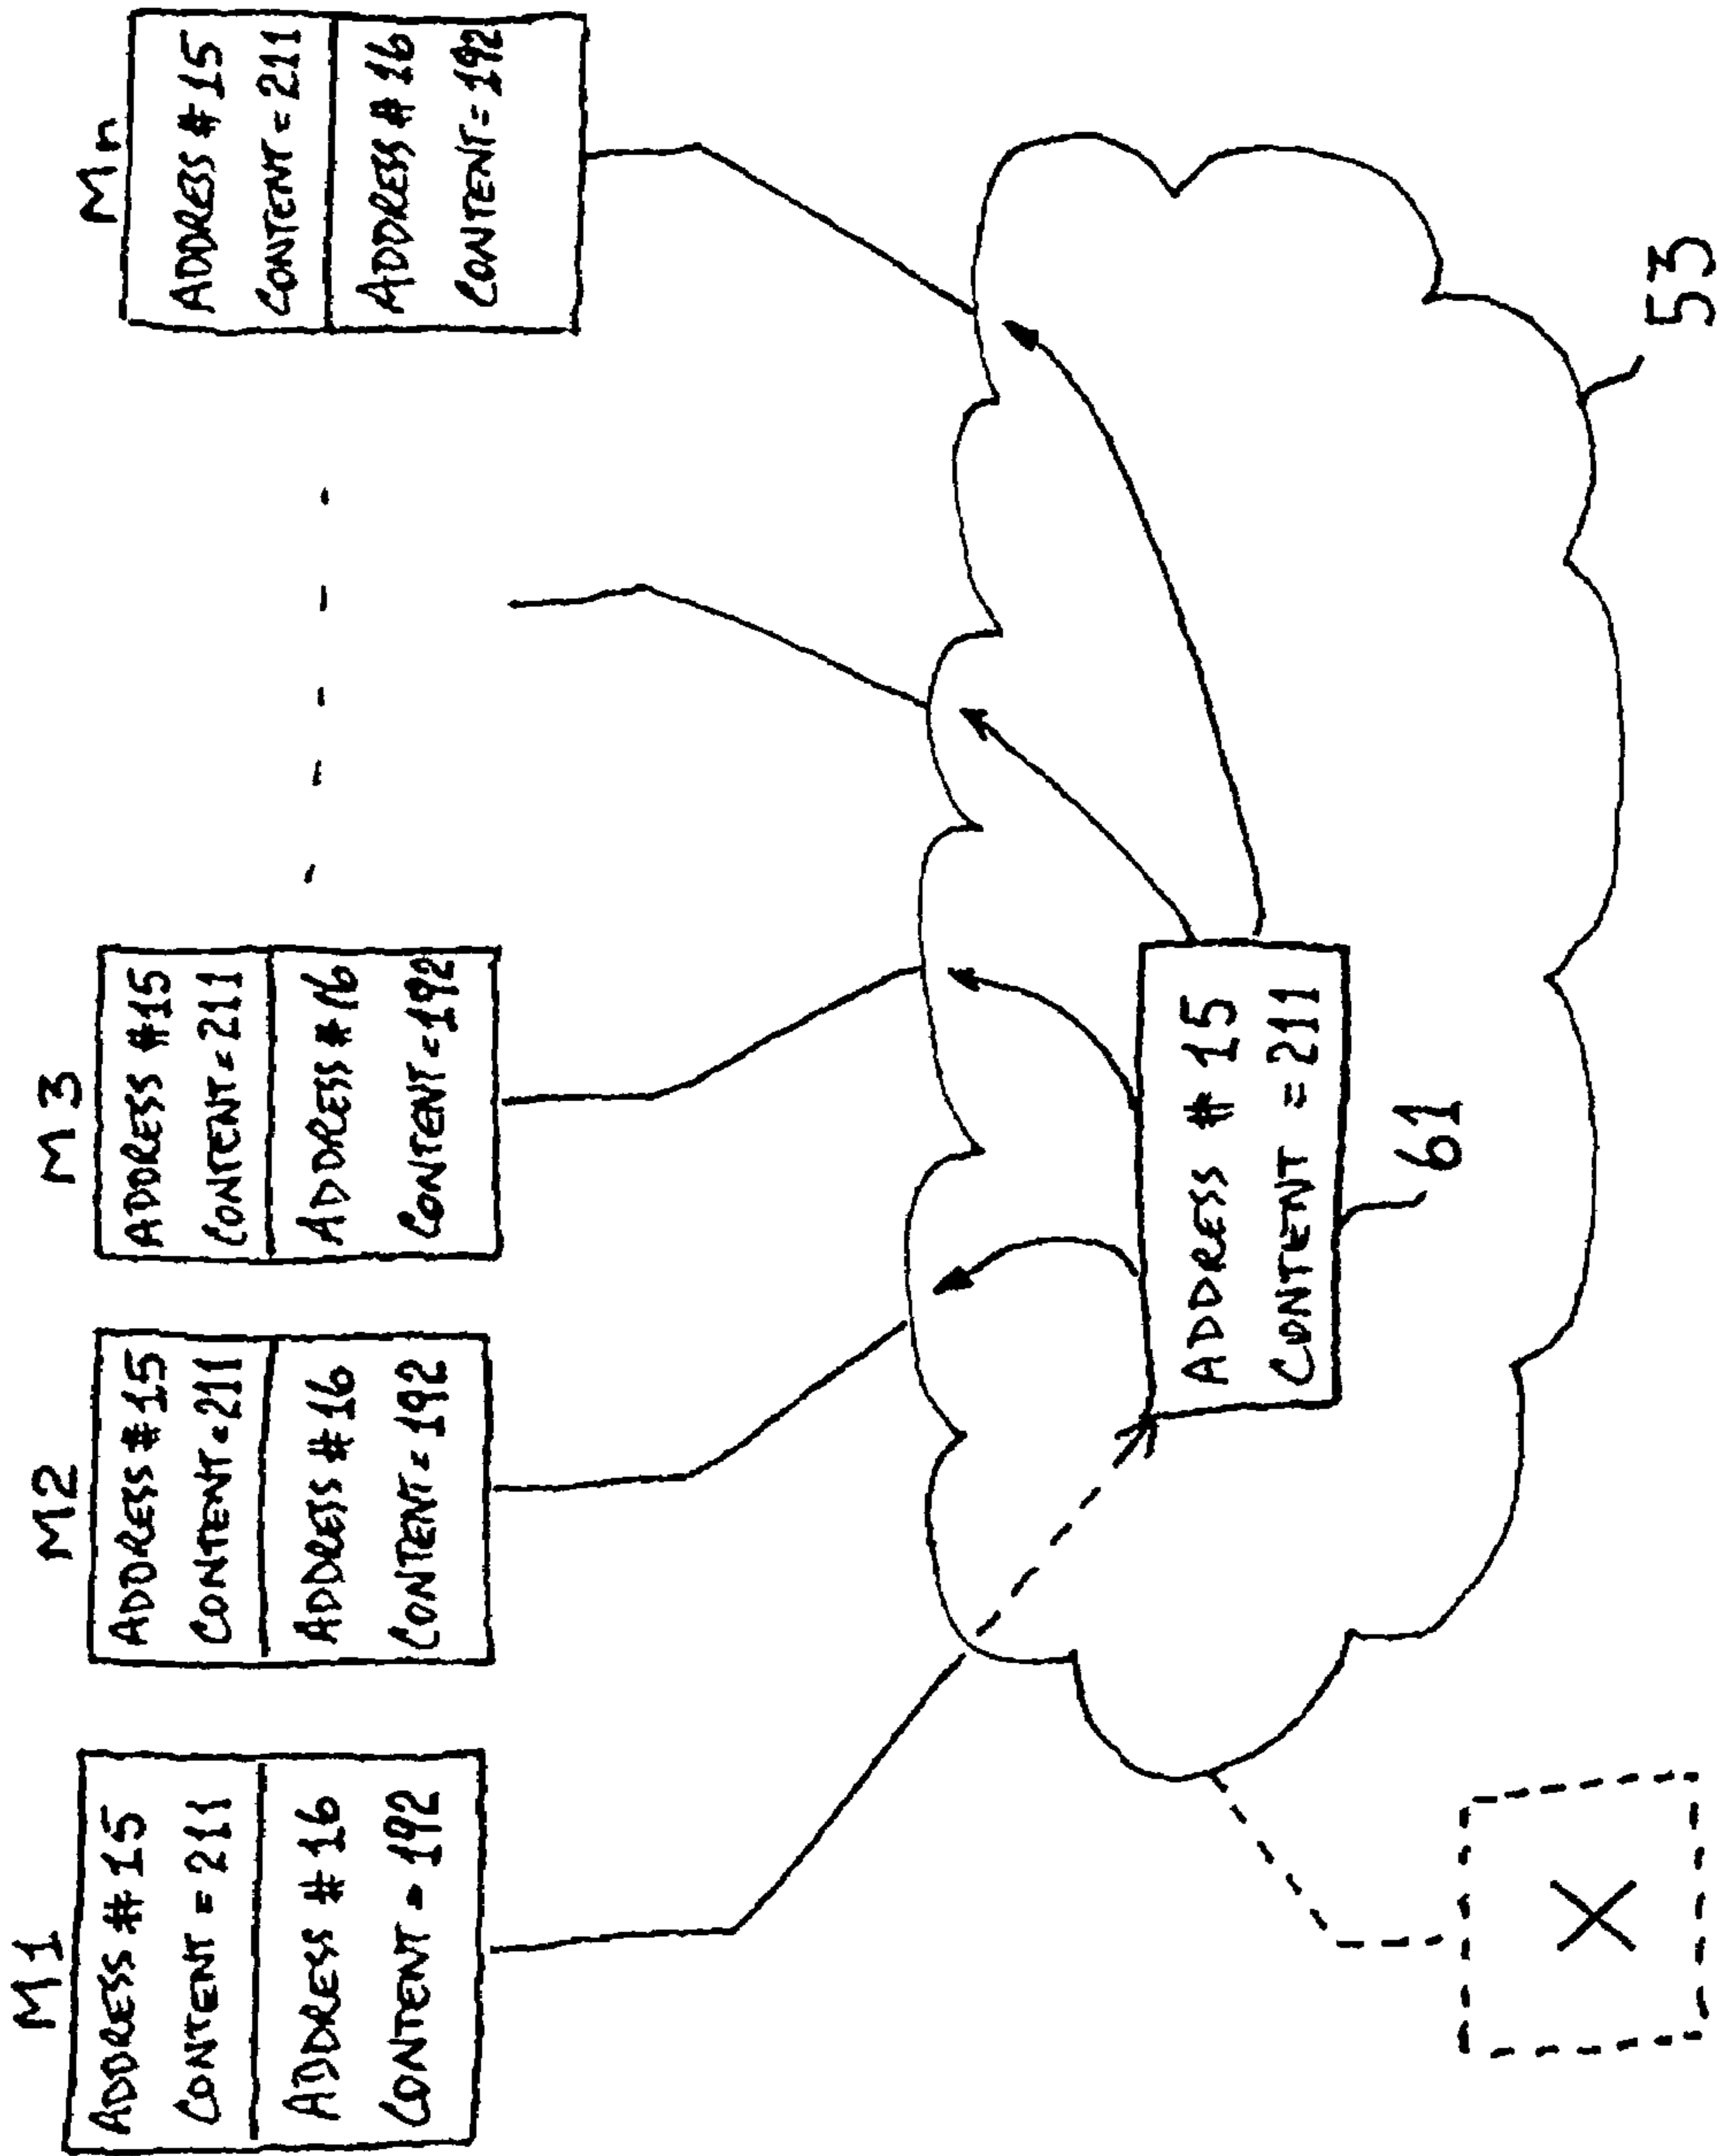 M1
ADDRESS #15
CONTENT = 211
ADDRESS #16
CONTENT = 192
M2
ADDRESS #15
CONTENT = 211
ADDRESS #16
CONTENT = 192
M3
ADDRESS #15
CONTENT = 211
ADDRESS #16
CONTENT = 192
Mn
ADDRESS #15
CONTENT = 211
ADDRESS #16
CONTENT = 192
ADDRESS # 15
CONTENT = 211
61
53
X